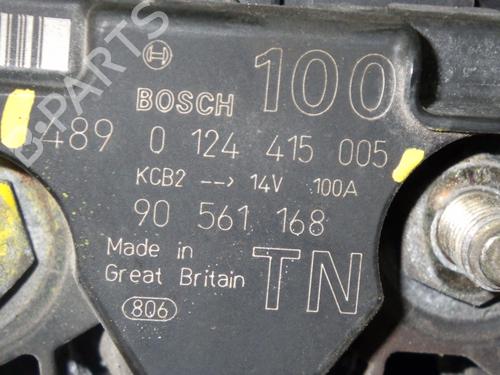 B-PARTS
BOSCH 100
489 0 124 415 005
KCB2 --> 14V 100A
90 561 168
Made in
Great Britain TN
806